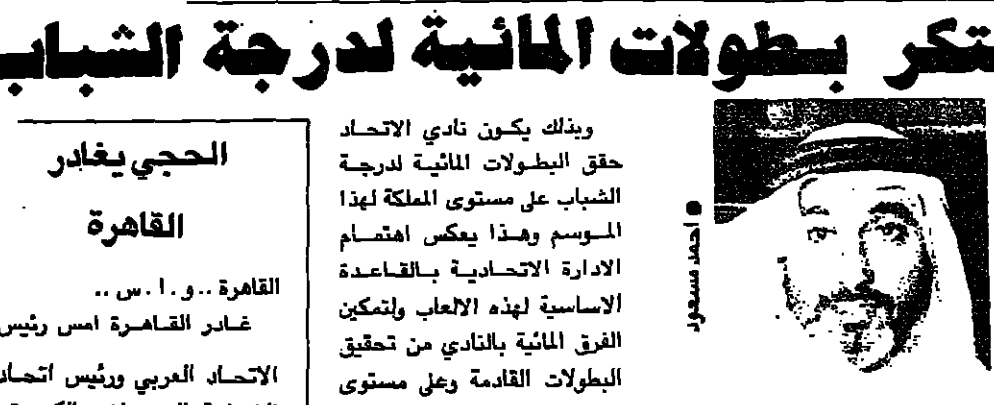 تكر بطولات المائية لدرجة الشباب
احمد مسعود
وبذلك يكون نادي الاتحاد
حقق البطولات المائية لدرجة
الشباب على مستوى المملكة لهذا
الموسم وهذا يعكس اهتمام
الادارة الاتحادية بالقاعدة
الاساسية لهذه الالعاب ولتمكين
الفرق المائية بالنادي من تحقيق
البطولات القادمة وعلى مستوى
الحجي يغادر
القاهرة
القاهرة .. و . ا . س ..
غادر القاهرة امس رئيس
الاتحاد العربي ورئيس اتحاد